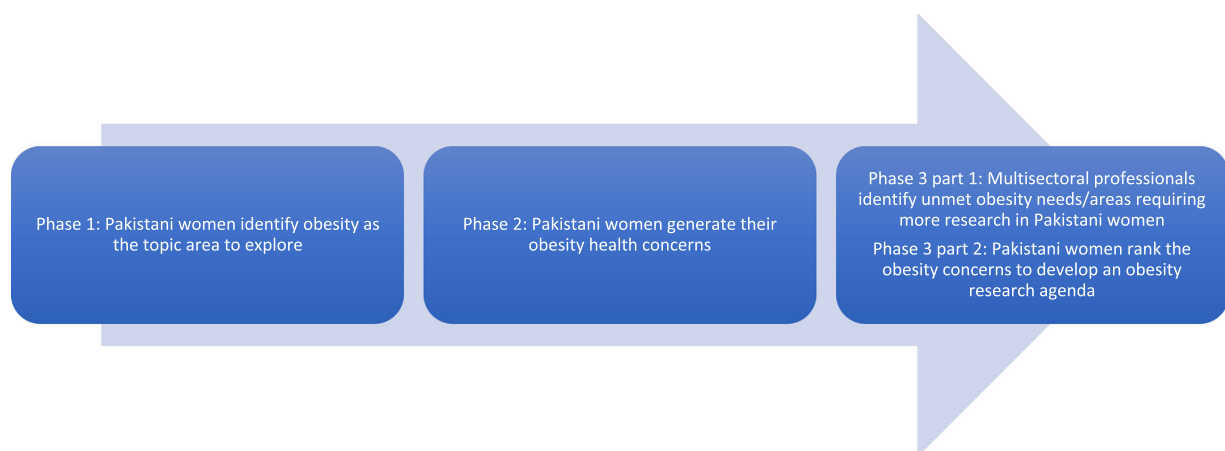 Phase 1: Pakistani women identify obesity as
the topic area to explore
Phase 2: Pakistani women generate their
obesity health concerns
Phase 3 part 1: Multisectoral professionals
identify unmet obesity needs/areas requiring
more research in Pakistani women
Phase 3 part 2: Pakistani women rank the
obesity concerns to develop an obesity
research agenda